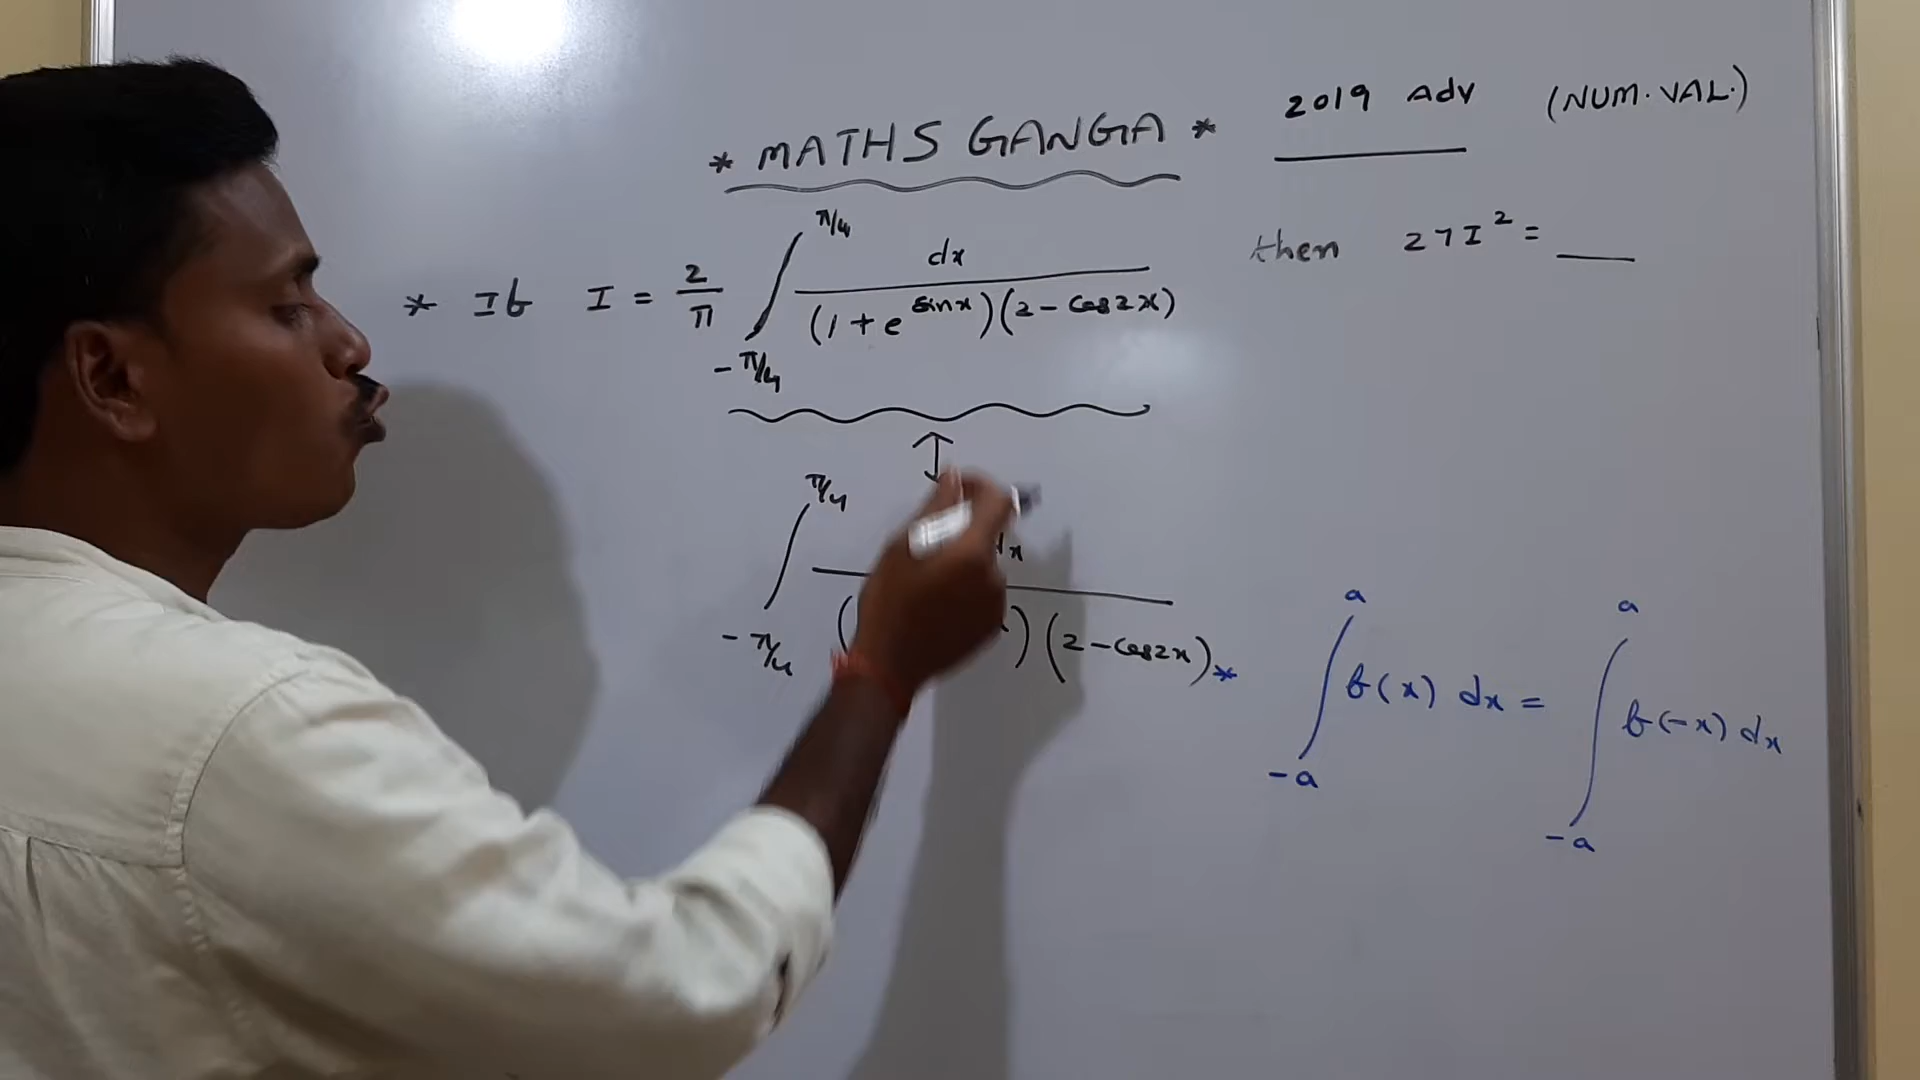 2019 Adv (NUM. VAL.)
* MATHS GANGA *
* If I = 2/π ∫ π/4 -π/4 dx / (1 + e^sinx)(2 - cos2x) then 27I² = ___
∫ π/4 -π/4 dx / ( )(2 - cos2x)
* ∫ a -a f(x) dx = ∫ a -a f(-x) dx